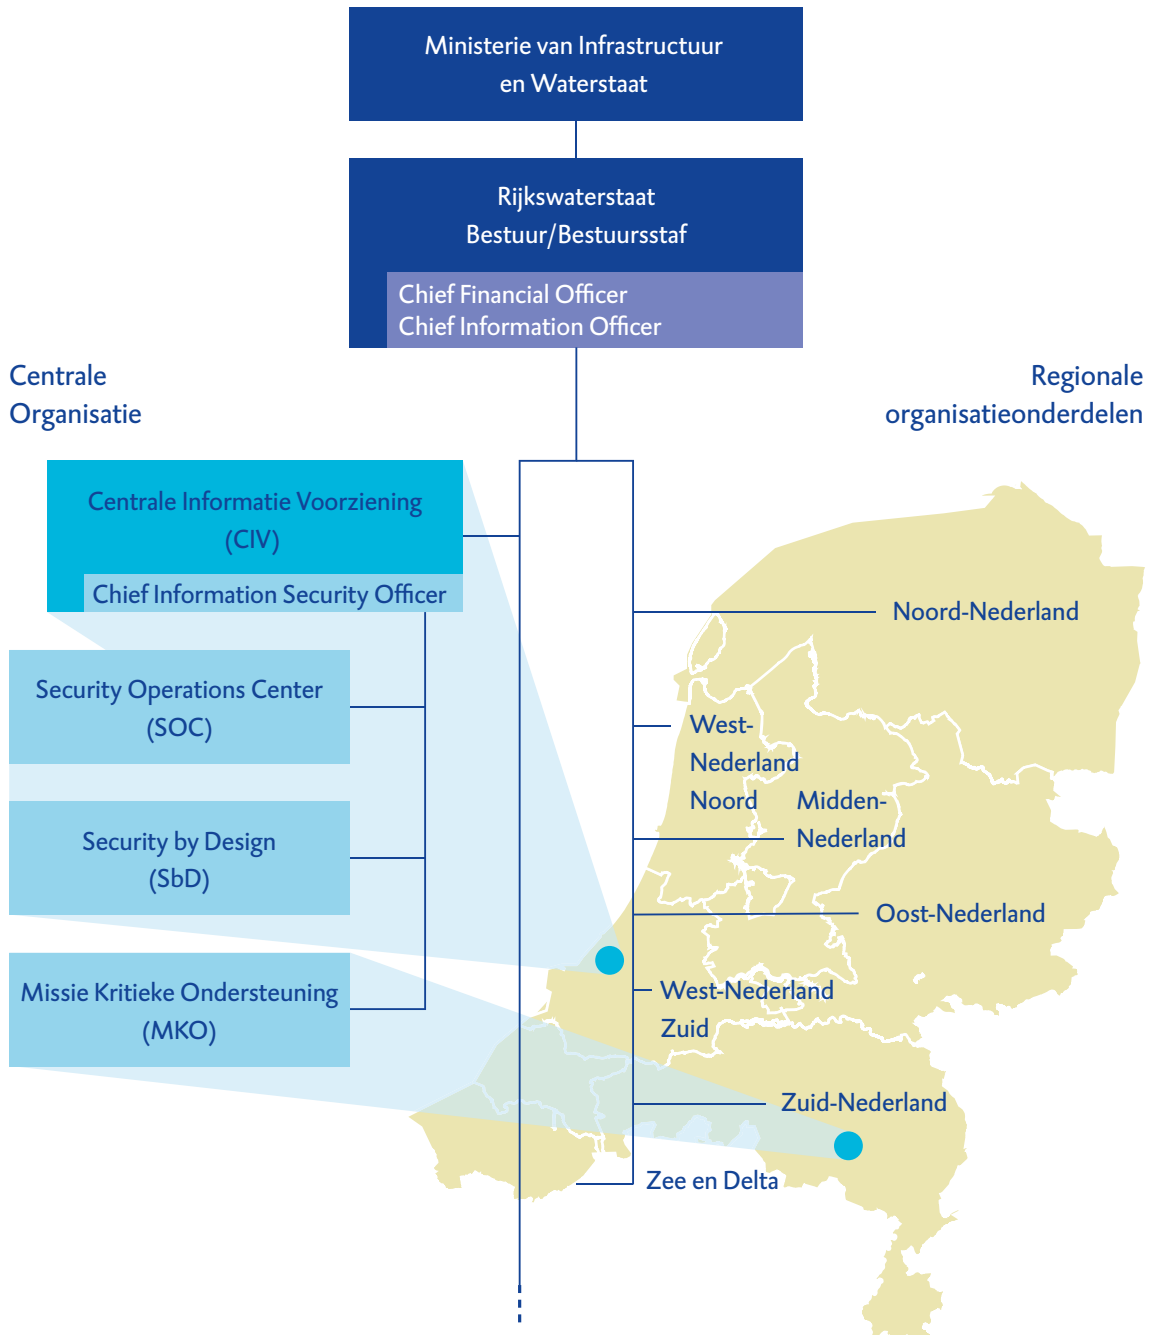 Ministerie van Infrastructuur
en Waterstaat
Rijkswaterstaat
Bestuur/Bestuursstaf
Chief Financial Officer
Chief Information Officer
Centrale
Organisatie
Regionale
organisatieonderdelen
Centrale Informatie Voorziening
(CIV)
Chief Information Security Officer
Security Operations Center
(SOC)
Security by Design
(SbD)
Missie Kritieke Ondersteuning
(MKO)
Noord-Nederland
West-
Nederland
Noord
Midden-
Nederland
Oost-Nederland
West-Nederland
Zuid
Zuid-Nederland
Zee en Delta